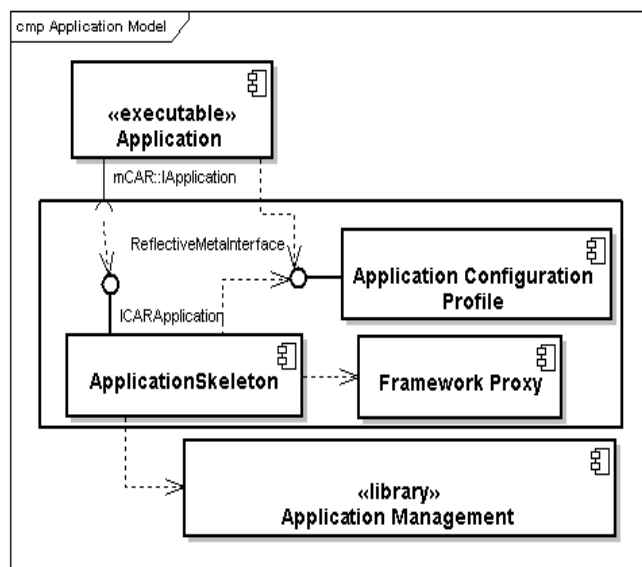 cmp Application Model
«executable»
Application
mCAR::IApplication
ReflectiveMetaInterface
Application Configuration
Profile
ICARApplication
ApplicationSkeleton
Framework Proxy
«library»
Application Management